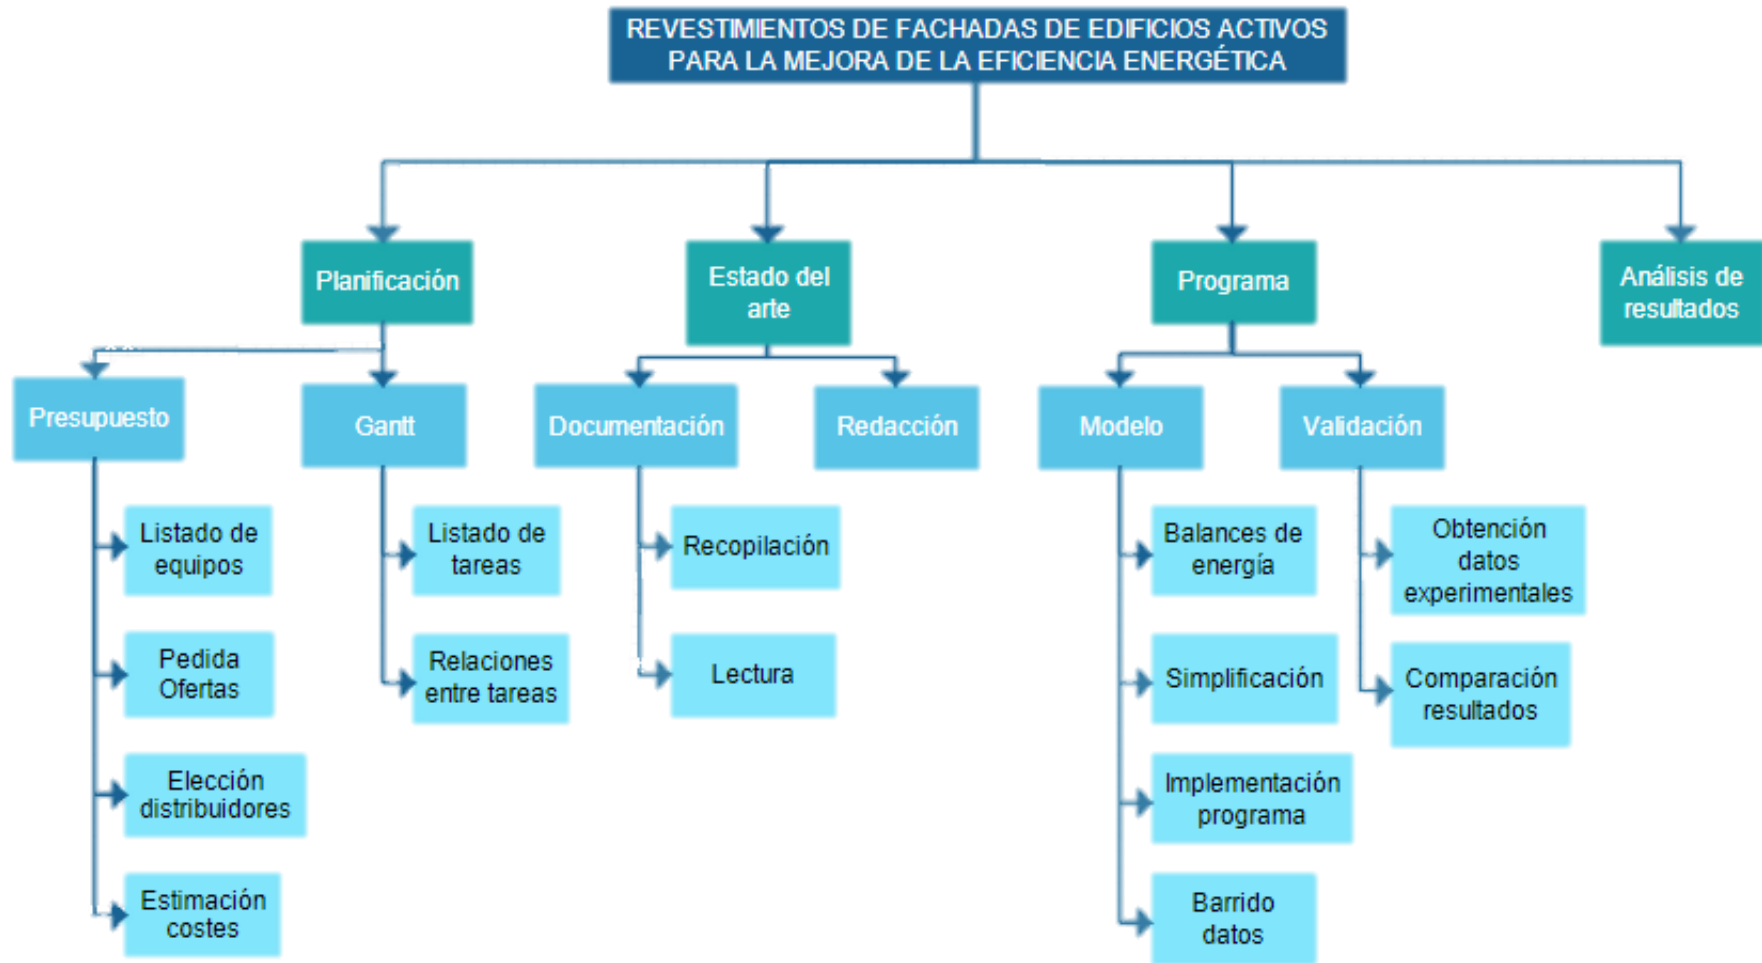 REVESTIMIENTOS DE FACHADAS DE EDIFICIOS ACTIVOS
PARA LA MEJORA DE LA EFICIENCIA ENERGÉTICA
Planificación
Estado del
arte
Programa
Análisis de
resultados
Presupuesto
Gantt
Documentación
Redacción
Modelo
Validación
Listado de
equipos
Pedida
Ofertas
Elección
distribuidores
Estimación
costes
Listado de
tareas
Relaciones
entre tareas
Recopilación
Lectura
Balances de
energía
Simplificación
Implementación
programa
Barrido
datos
Obtención
datos
experimentales
Comparación
resultados